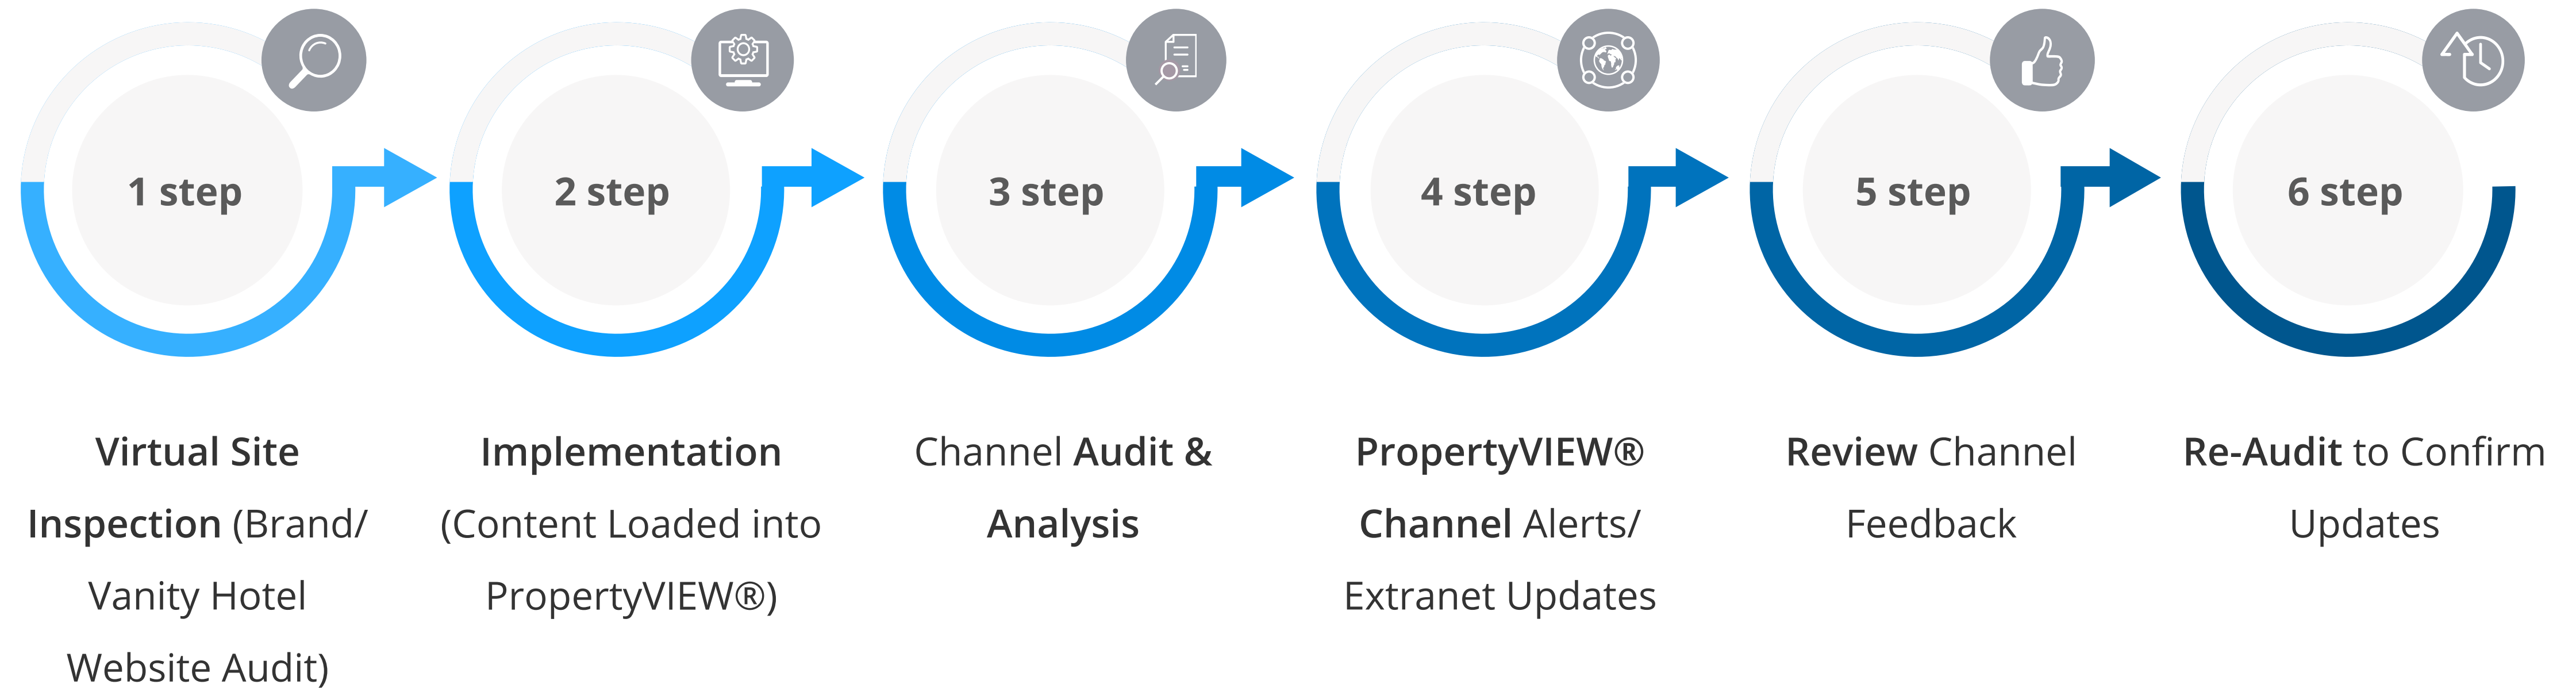 1 step
2 step
3 step
4 step
5 step
6 step
Virtual Site
Inspection (Brand/
Vanity Hotel
Website Audit)
Implementation
(Content Loaded into
PropertyVIEW®)
Channel Audit &
Analysis
PropertyVIEW®
Channel Alerts/
Extranet Updates
Review Channel
Feedback
Re-Audit to Confirm
Updates